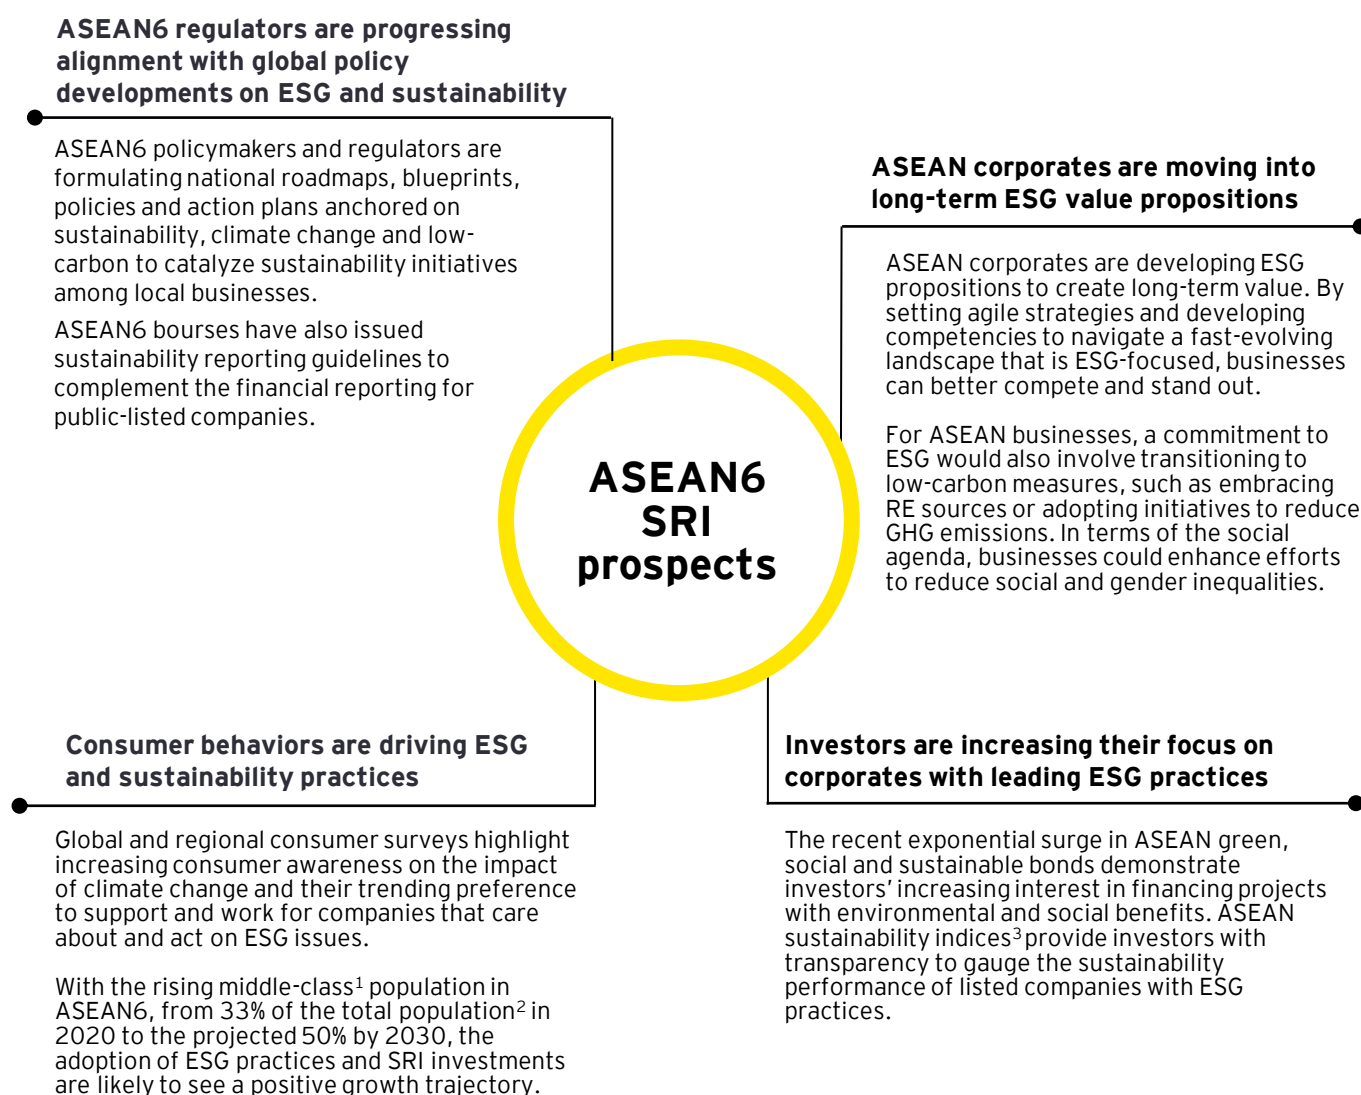 ASEAN6 regulators are progressing
alignment with global policy
developments on ESG and sustainability
ASEAN6 policymakers and regulators are
formulating national roadmaps, blueprints,
policies and action plans anchored on
sustainability, climate change and low-
carbon to catalyze sustainability initiatives
among local businesses.
ASEAN6 bourses have also issued
sustainability reporting guidelines to
complement the financial reporting for
public-listed companies.
ASEAN corporates are moving into
long-term ESG value propositions
ASEAN corporates are developing ESG
propositions to create long-term value. By
setting agile strategies and developing
competencies to navigate a fast-evolving
landscape that is ESG-focused, businesses
can better compete and stand out.
For ASEAN businesses, a commitment to
ESG would also involve transitioning to
low-carbon measures, such as embracing
RE sources or adopting initiatives to reduce
GHG emissions. In terms of the social
agenda, businesses could enhance efforts
to reduce social and gender inequalities.
ASEAN6
SRI
prospects
Consumer behaviors are driving ESG
and sustainability practices
Global and regional consumer surveys highlight
increasing consumer awareness on the impact
of climate change and their trending preference
to support and work for companies that care
about and act on ESG issues.
With the rising middle-class¹ population in
ASEAN6, from 33% of the total population² in
2020 to the projected 50% by 2030, the
adoption of ESG practices and SRI investments
are likely to see a positive growth trajectory.
Investors are increasing their focus on
corporates with leading ESG practices
The recent exponential surge in ASEAN green,
social and sustainable bonds demonstrate
investors’ increasing interest in financing projects
with environmental and social benefits. ASEAN
sustainability indices³ provide investors with
transparency to gauge the sustainability
performance of listed companies with ESG
practices.